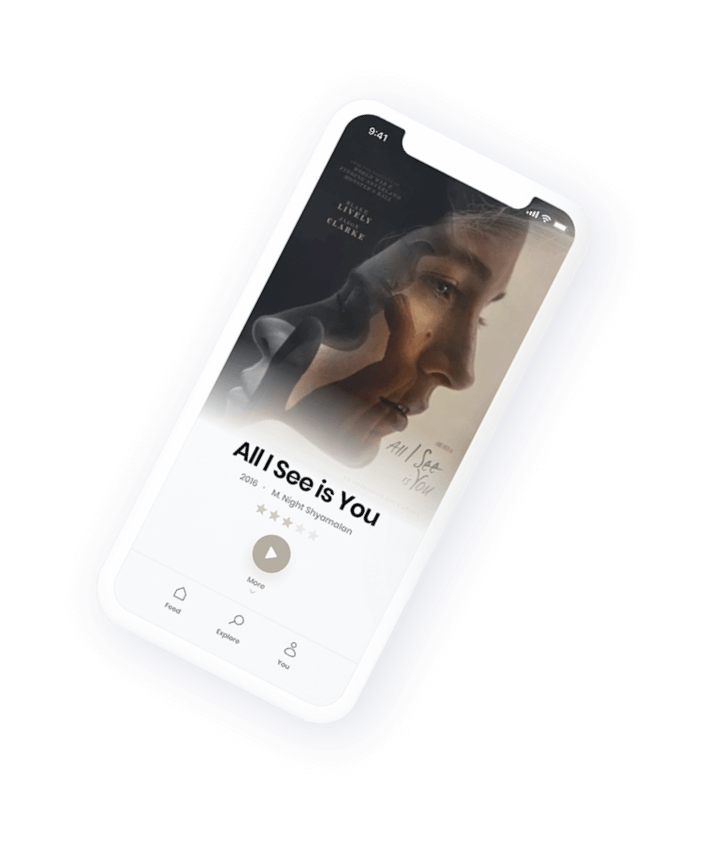 9:41
BLAKE
LIVELY
JASON
CLARKE
All I See
is You
All I See is You
2016 · M. Night Shyamalan
More
Feed
Explore
You